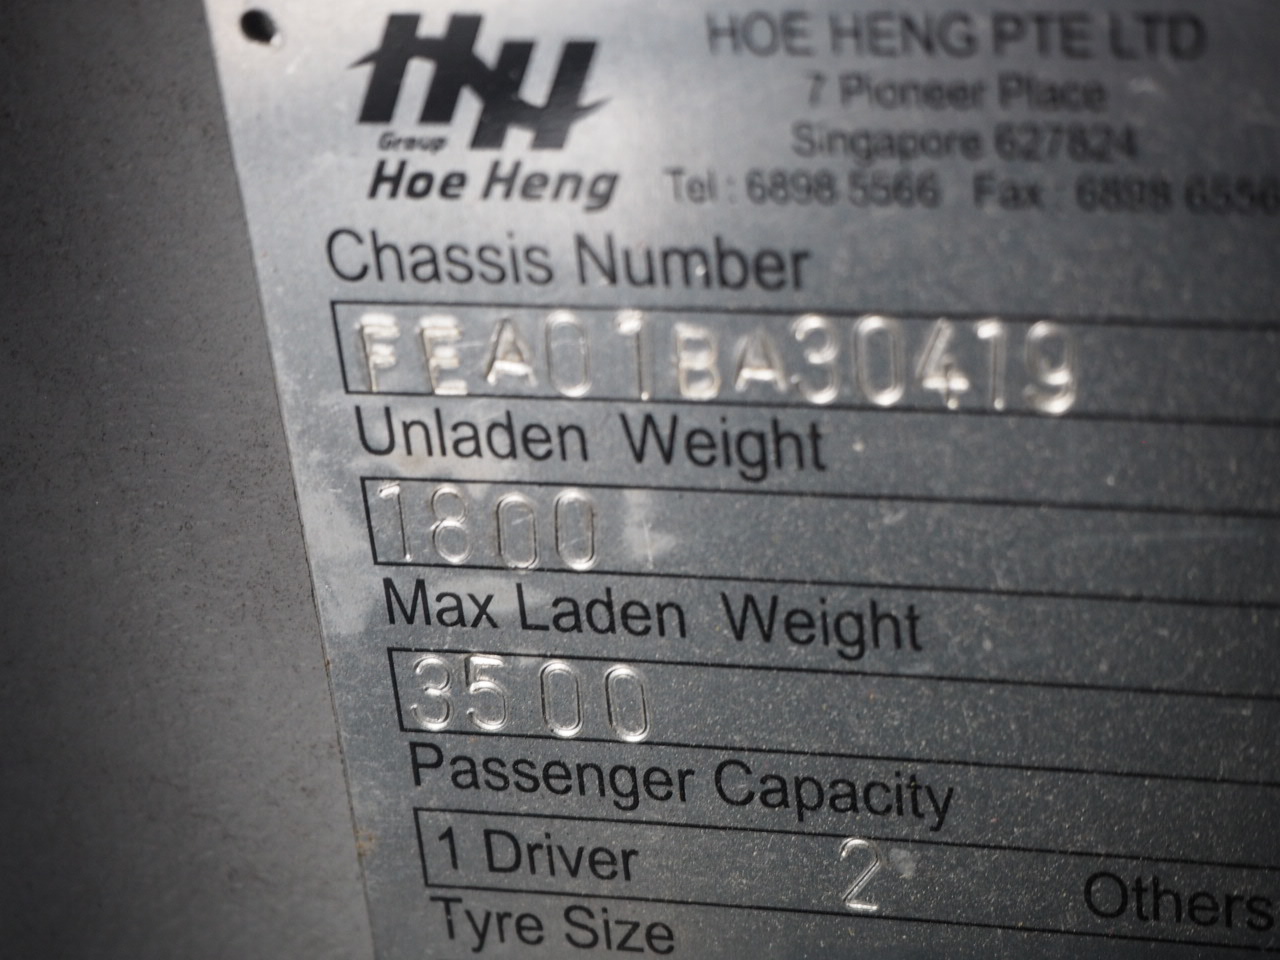 HH
Group
Hoe Heng
HOE HENG PTE LTD
7 Pioneer Place
Singapore 627824
Tel : 6898 5566 Fax : 6898 6556
Chassis Number
FEA01BA30419
Unladen Weight
1800
Max Laden Weight
3500
Passenger Capacity
1 Driver 2 Others
Tyre Size